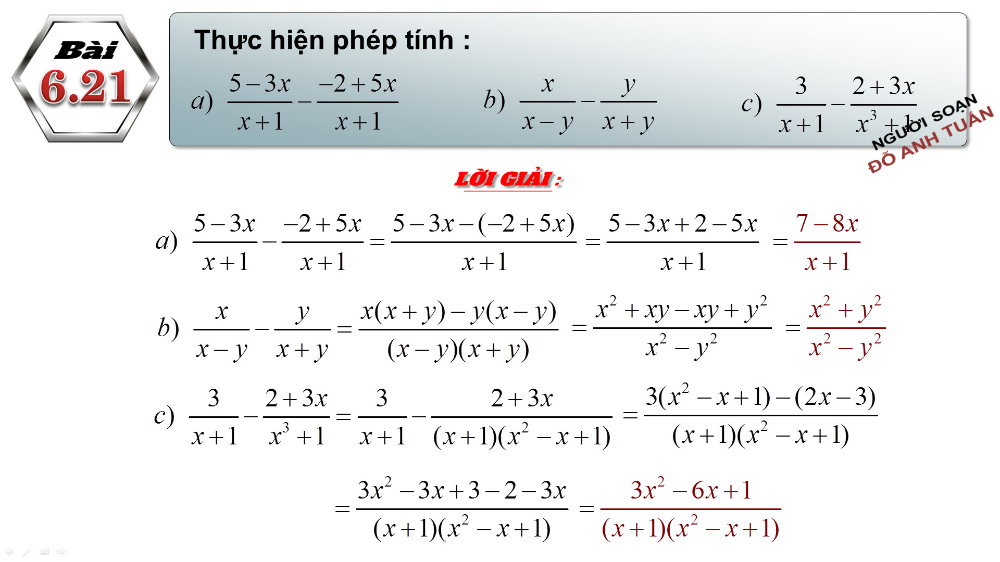 Bài
6.21
Thực hiện phép tính :
a) \frac{5-3x}{x+1} - \frac{-2+5x}{x+1} b) \frac{x}{x-y} - \frac{y}{x+y} c) \frac{3}{x+1} - \frac{2+3x}{x^3+1}
NGƯỜI SOẠN
ĐỖ ANH TUẤN
LỜI GIẢI :
a) \frac{5-3x}{x+1} - \frac{-2+5x}{x+1} = \frac{5-3x-(-2+5x)}{x+1} = \frac{5-3x+2-5x}{x+1} = \frac{7-8x}{x+1}
b) \frac{x}{x-y} - \frac{y}{x+y} = \frac{x(x+y)-y(x-y)}{(x-y)(x+y)} = \frac{x^2+xy-xy+y^2}{x^2-y^2} = \frac{x^2+y^2}{x^2-y^2}
c) \frac{3}{x+1} - \frac{2+3x}{x^3+1} = \frac{3}{x+1} - \frac{2+3x}{(x+1)(x^2-x+1)} = \frac{3(x^2-x+1)-(2x-3)}{(x+1)(x^2-x+1)}
= \frac{3x^2-3x+3-2-3x}{(x+1)(x^2-x+1)} = \frac{3x^2-6x+1}{(x+1)(x^2-x+1)}